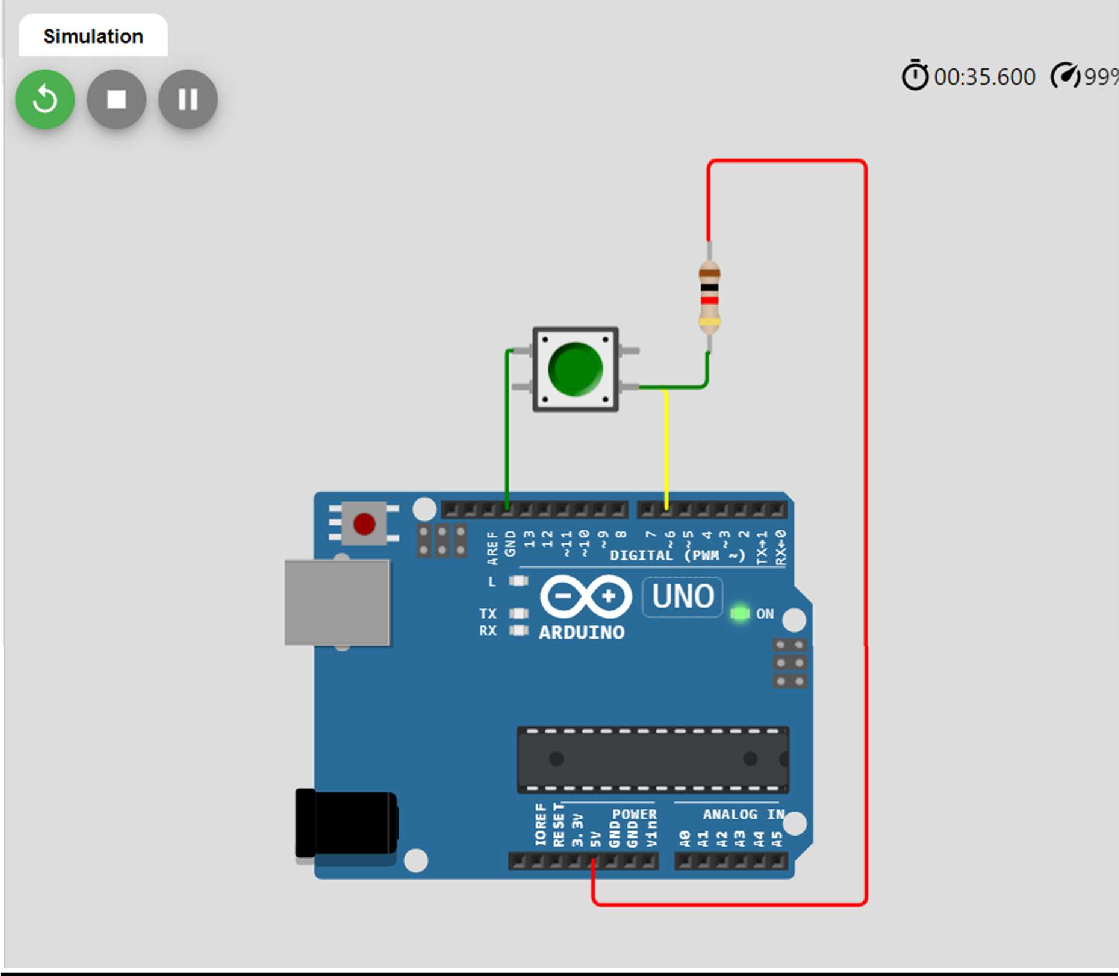 Simulation
00:35.600 99%
AREF
GND
13
12
~11
~10
~9
8
7
~6
~5
4
~3
2
TX→1
RX←0
DIGITAL (PWM ~)
L
TX
RX
UNO
ARDUINO
ON
POWER
ANALOG IN
IOREF
RESET
3.3V
5V
GND
GND
Vin
A0
A1
A2
A3
A4
A5